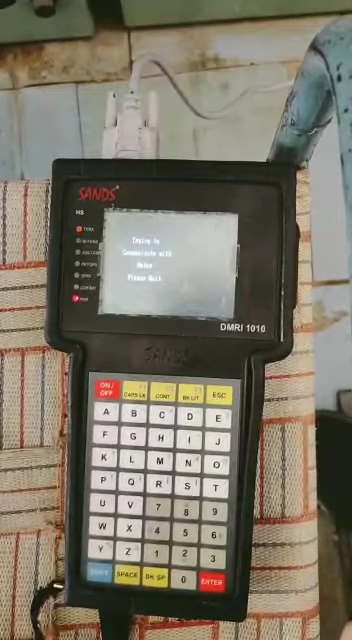 SANDS
Trying to
Communicate with
Meter
Please Wait
DMRI 1010
SANDS
ON / OFF
CAPS LK
CONT
BK LIT
ESC
A B C D E
F G H I J
K L M N O
P Q R S T
U V 7 8 9
W X 4 5 6
Y Z 1 2 3
SHIFT SPACE BK SP 0 ENTER